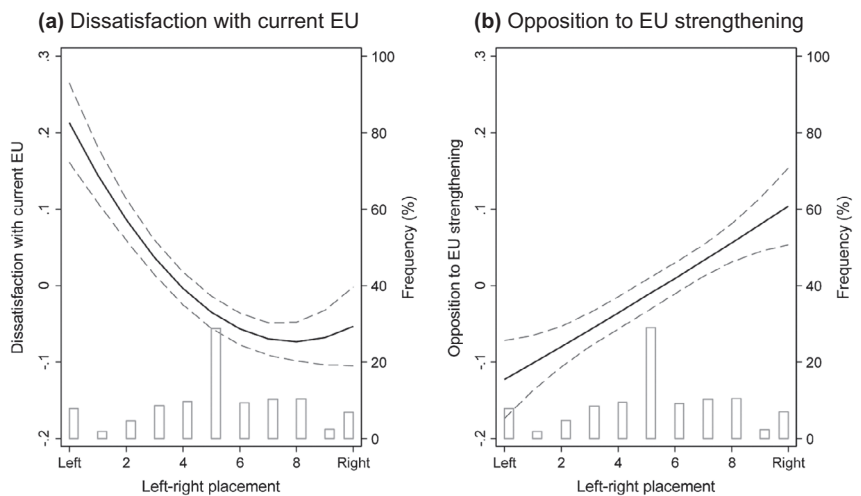 (a) Dissatisfaction with current EU
.3
.2
.1
0
-.1
-.2
Dissatisfaction with current EU
100
80
60
40
20
0
Frequency (%)
Left 2 4 6 8 Right
Left-right placement
(b) Opposition to EU strengthening
.3
.2
.1
0
-.1
-.2
Opposition to EU strengthening
100
80
60
40
20
0
Frequency (%)
Left 2 4 6 8 Right
Left-right placement